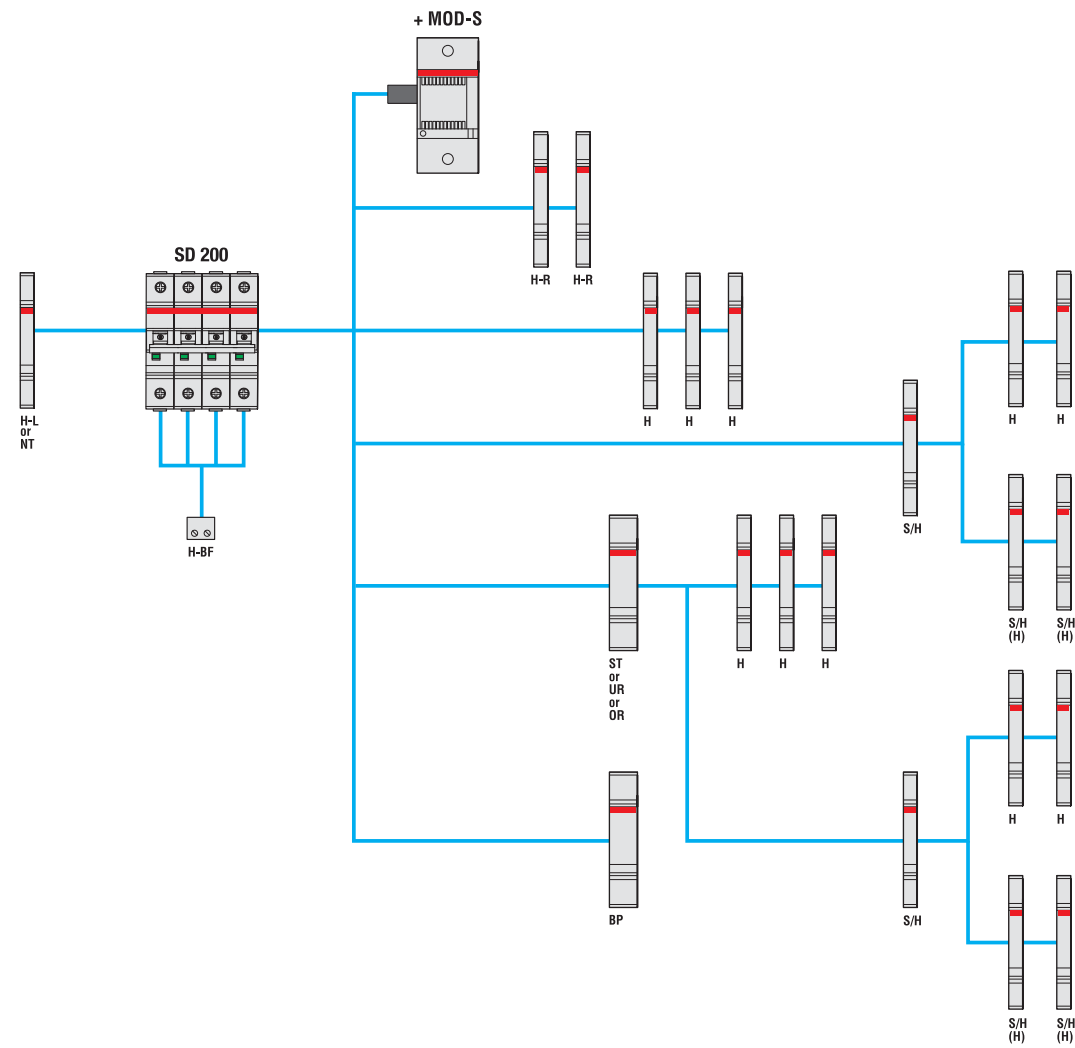 + MOD-S
H-R
H-R
SD 200
H-L
or
NT
H-BF
H
H
H
H
H
S/H
S/H
(H)
S/H
(H)
ST
or
UR
or
OR
H
H
H
H
H
BP
S/H
S/H
(H)
S/H
(H)